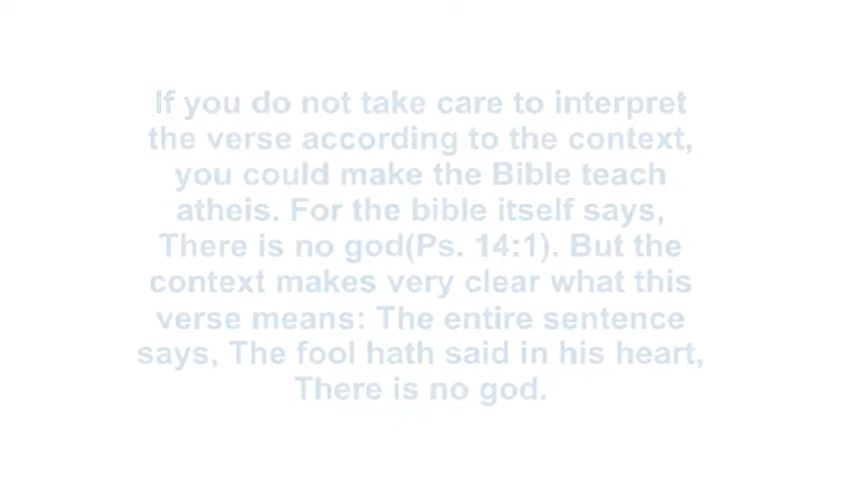 If you do not take care to interpret
the verse according to the context,
you could make the Bible teach
atheis. For the bible itself says,
There is no god(Ps. 14:1). But the
context makes very clear what this
verse means: The entire sentence
says, The fool hath said in his heart,
There is no god.